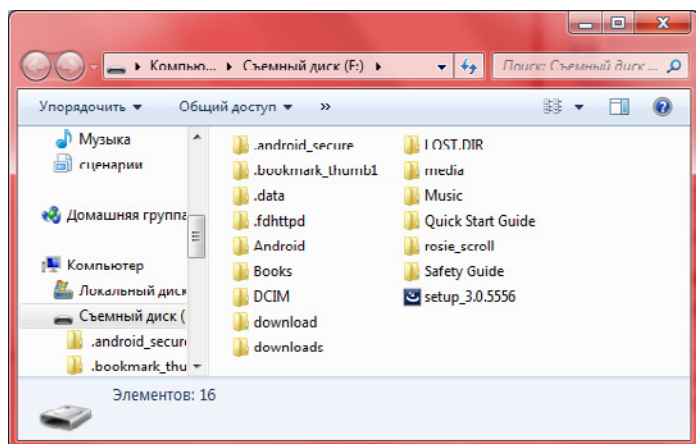 Компью... Съемный диск (F:) Поиск: Съемный диск ...
Упорядочить Общий доступ »
Музыка
сценарии
Домашняя группа
Компьютер
Локальный диск
Съемный диск (
.android_secur
.bookmark_thu
.android_secure
.bookmark_thumb1
.data
.fdhttpd
Android
Books
DCIM
download
downloads
LOST.DIR
media
Music
Quick Start Guide
rosie_scroll
Safety Guide
setup_3.0.5556
Элементов: 16